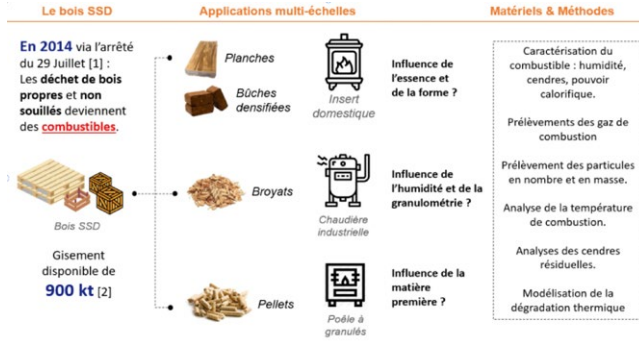 Le bois SSD
En 2014 via l'arrêté
du 29 Juillet [1] :
Les déchet de bois
propres et non
souillés deviennent
des combustibles.
Bois SSD
Gisement
disponible de
900 kt [2]
Applications multi-échelles
Planches
Bûches
densifiées
Insert
domestique
Influence de
l'essence et
de la forme ?
Broyats
Chaudière
industrielle
Influence de
l'humidité et de la
granulométrie ?
Pellets
Poêle à
granulés
Influence de la
matière
première ?
Matériels & Méthodes
Caractérisation du
combustible : humidité,
cendres, pouvoir
calorifique.
Prélèvements des gaz de
combustion
Prélèvement des particules
en nombre et en masse.
Analyse de la température
de combustion.
Analyses des cendres
résiduelles.
Modélisation de la
dégradation thermique